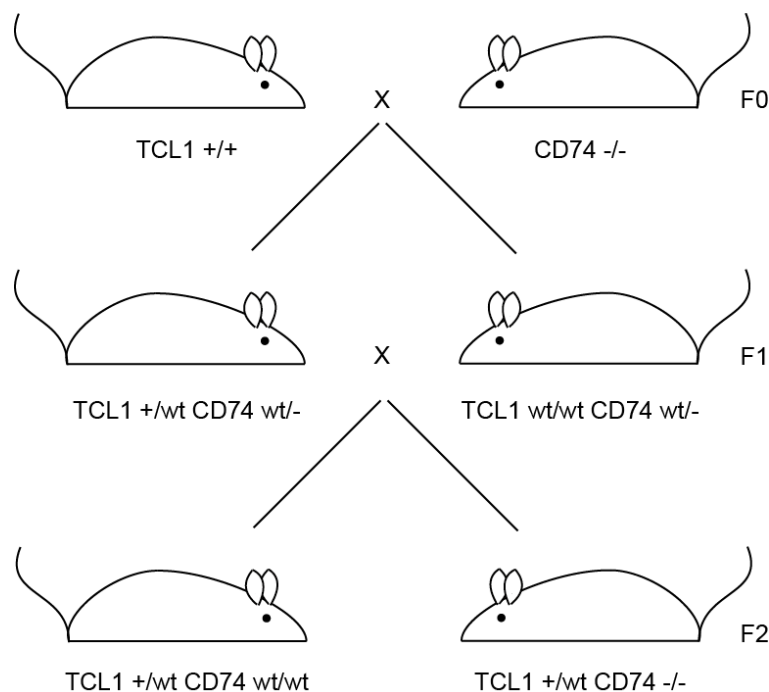 X
F0
TCL1 +/+
CD74 -/-
X
F1
TCL1 +/wt CD74 wt/-
TCL1 wt/wt CD74 wt/-
F2
TCL1 +/wt CD74 wt/wt
TCL1 +/wt CD74 -/-